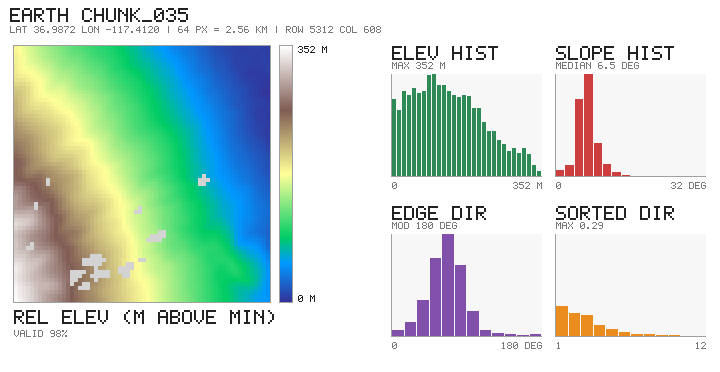 EARTH CHUNK_035
LAT 36.9872 LON -117.4120 | 64 PX = 2.56 KM | ROW 5312 COL 608
352 M
0 M
REL ELEV (M ABOVE MIN)
VALID 98%
ELEV HIST
MAX 352 M
0 352 M
SLOPE HIST
MEDIAN 6.5 DEG
0 32 DEG
EDGE DIR
MOD 180 DEG
0 180 DEG
SORTED DIR
MAX 0.29
1 12